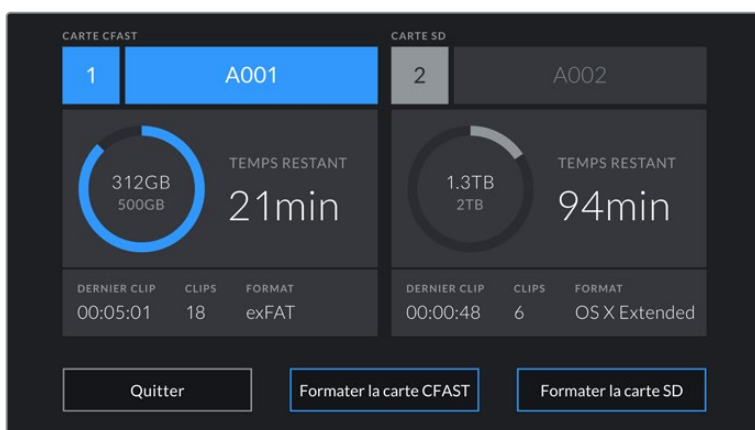 CARTE CFAST
1
A001
312GB
500GB
TEMPS RESTANT
21min
DERNIER CLIP CLIPS FORMAT
00:05:01 18 exFAT
CARTE SD
2
A002
1.3TB
2TB
TEMPS RESTANT
94min
DERNIER CLIP CLIPS FORMAT
00:00:48 6 OS X Extended
Quitter
Formater la carte CFAST
Formater la carte SD